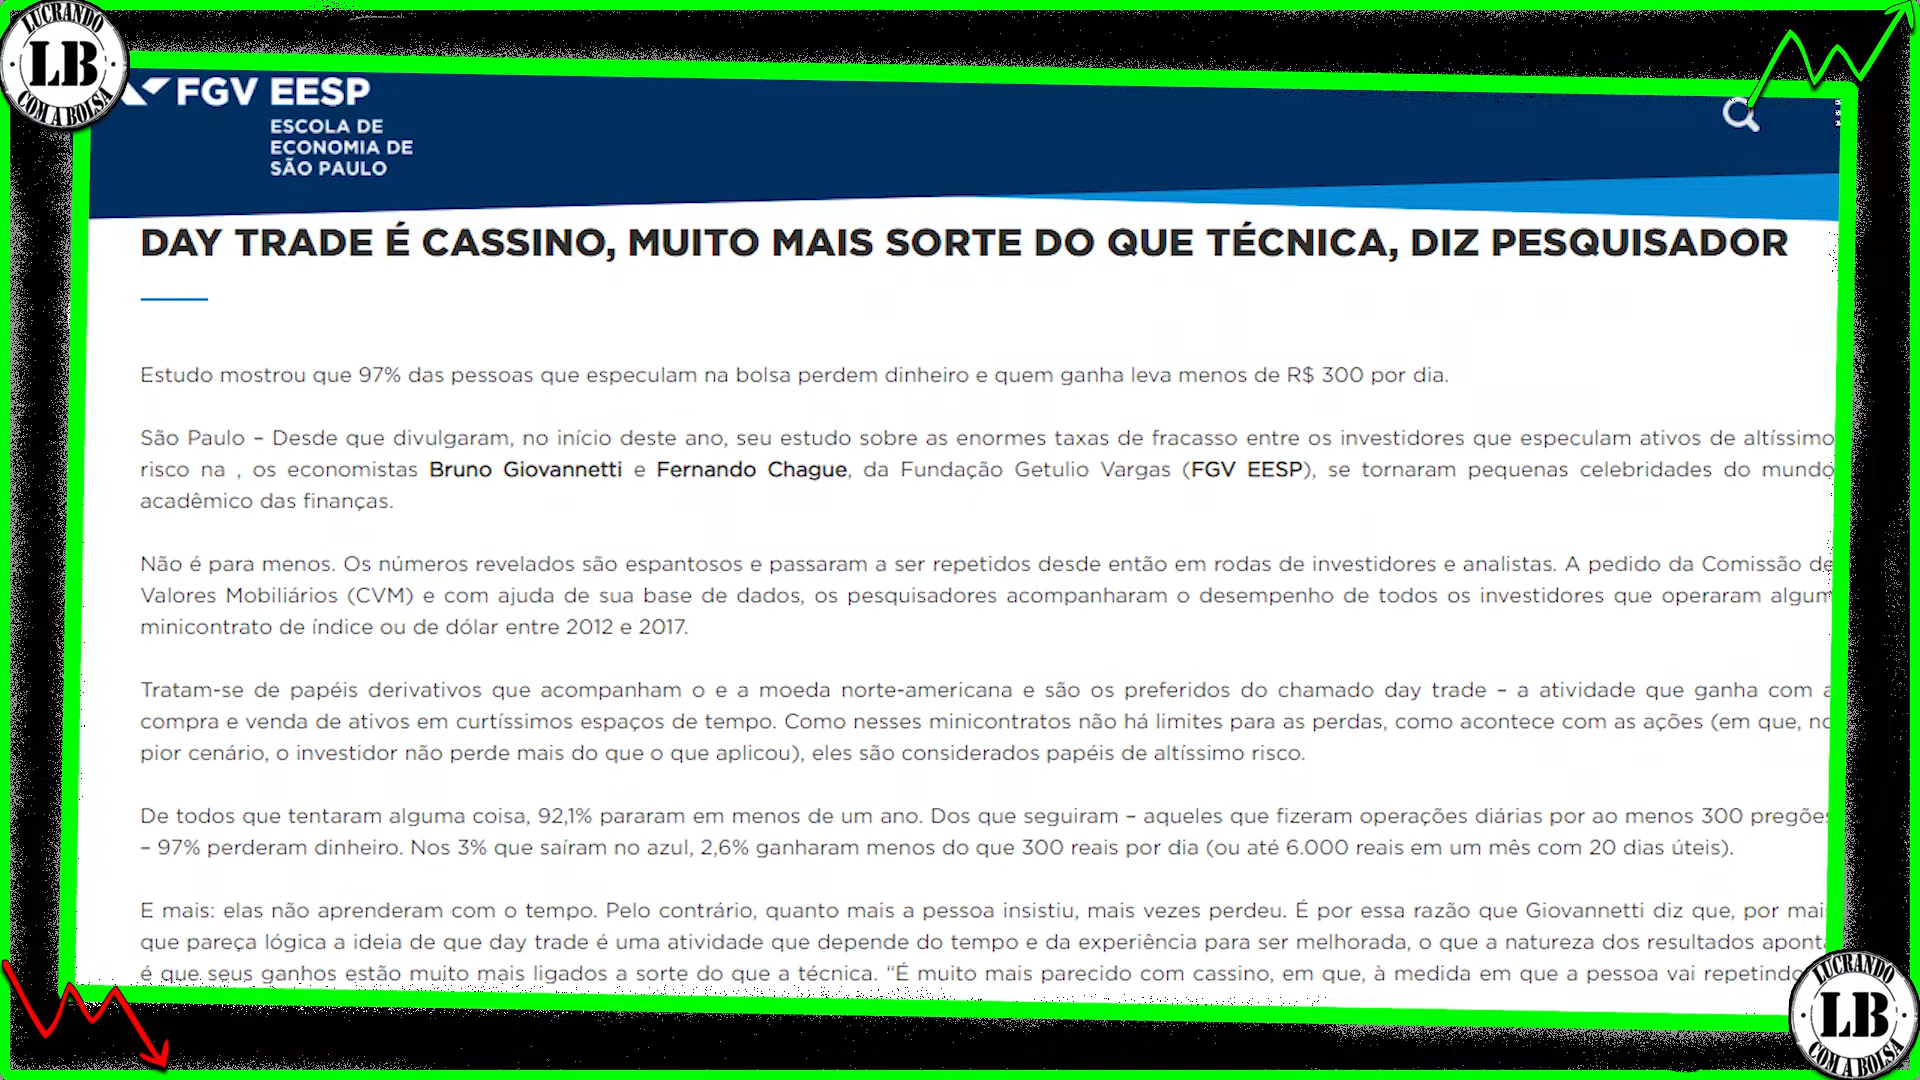 LUCRANDO
LB
COM A BOLSA
FGV EESP
ESCOLA DE
ECONOMIA DE
SÃO PAULO
DAY TRADE É CASSINO, MUITO MAIS SORTE DO QUE TÉCNICA, DIZ PESQUISADOR
Estudo mostrou que 97% das pessoas que especulam na bolsa perdem dinheiro e quem ganha leva menos de R$ 300 por dia.
São Paulo – Desde que divulgaram, no início deste ano, seu estudo sobre as enormes taxas de fracasso entre os investidores que especulam ativos de altíssimo
risco na , os economistas Bruno Giovannetti e Fernando Chague, da Fundação Getulio Vargas (FGV EESP), se tornaram pequenas celebridades do mundo
acadêmico das finanças.
Não é para menos. Os números revelados são espantosos e passaram a ser repetidos desde então em rodas de investidores e analistas. A pedido da Comissão de
Valores Mobiliários (CVM) e com ajuda de sua base de dados, os pesquisadores acompanharam o desempenho de todos os investidores que operaram algum
minicontrato de índice ou de dólar entre 2012 e 2017.
Tratam-se de papéis derivativos que acompanham o e a moeda norte-americana e são os preferidos do chamado day trade – a atividade que ganha com a
compra e venda de ativos em curtíssimos espaços de tempo. Como nesses minicontratos não há limites para as perdas, como acontece com as ações (em que, no
pior cenário, o investidor não perde mais do que o que aplicou), eles são considerados papéis de altíssimo risco.
De todos que tentaram alguma coisa, 92,1% pararam em menos de um ano. Dos que seguiram – aqueles que fizeram operações diárias por ao menos 300 pregões
– 97% perderam dinheiro. Nos 3% que saíram no azul, 2,6% ganharam menos do que 300 reais por dia (ou até 6.000 reais em um mês com 20 dias úteis).
E mais: elas não aprenderam com o tempo. Pelo contrário, quanto mais a pessoa insistiu, mais vezes perdeu. É por essa razão que Giovannetti diz que, por mai
que pareça lógica a ideia de que day trade é uma atividade que depende do tempo e da experiência para ser melhorada, o que a natureza dos resultados aponta
é que seus ganhos estão muito mais ligados a sorte do que a técnica. “É muito mais parecido com cassino, em que, à medida em que a pessoa vai repetindo
LUCRANDO
LB
COM A BOLSA